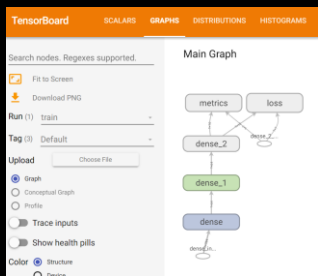 TensorBoard SCALARS GRAPHS DISTRIBUTIONS HISTOGRAMS
Search nodes. Regexes supported.
Fit to Screen
Download PNG
Run (1) train
Tag (3) Default
Upload Choose File
Graph
Conceptual Graph
Profile
Trace inputs
Show health pills
Color Structure
Device
Main Graph
metrics loss
dense_2
dense_1
dense